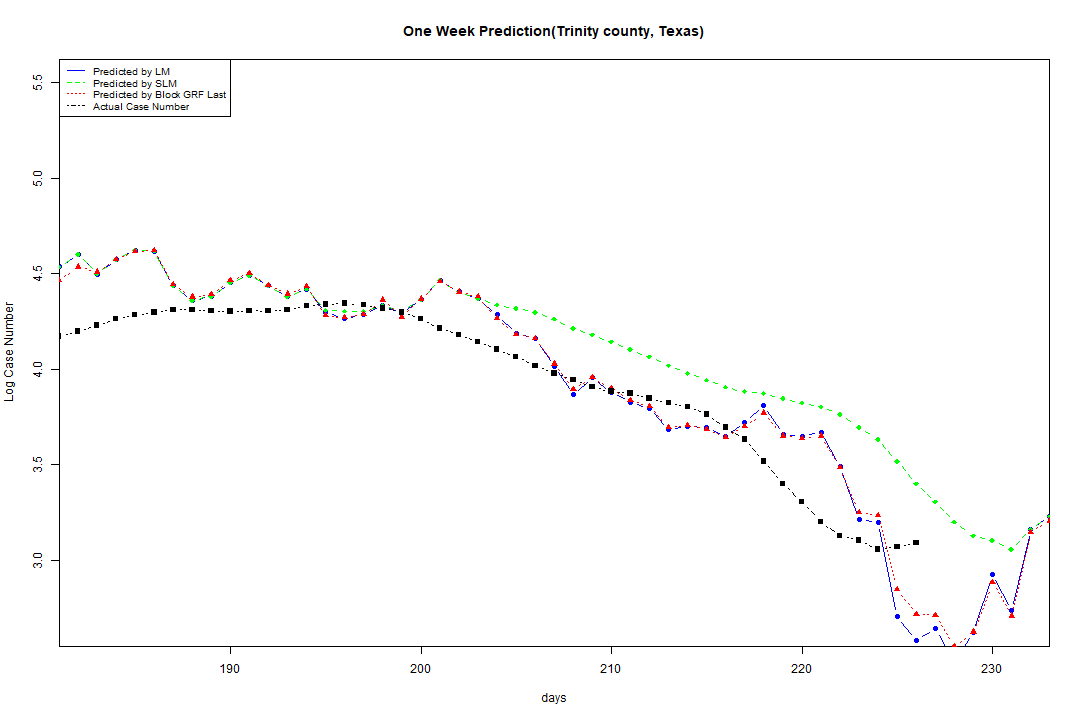 One Week Prediction(Trinity county, Texas)
Predicted by LM
Predicted by SLM
Predicted by Block GRF Last
Actual Case Number
Log Case Number
5.5
5.0
4.5
4.0
3.5
3.0
190 200 210 220 230
days